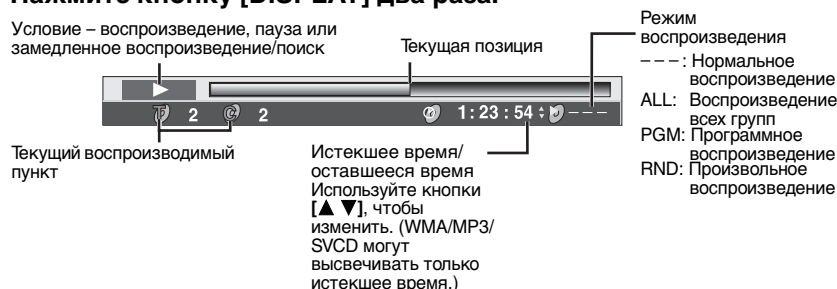 Нажмите кнопку [DISPLAY] два раза.
Условие – воспроизведение, пауза или
замедленное воспроизведение/поиск
Текущая позиция
Режим
воспроизведения
– – –: Нормальное
воспроизведение
ALL: Воспроизведение
всех групп
PGM: Программное
воспроизведение
RND: Произвольное
воспроизведение
2 2 1:23:54 – – –
Текущий воспроизводимый
пункт
Истекшее время/
оставшееся время
Используйте кнопки
[▲ ▼], чтобы
изменить. (WMA/MP3/
SVCD могут
высвечивать только
истекшее время.)